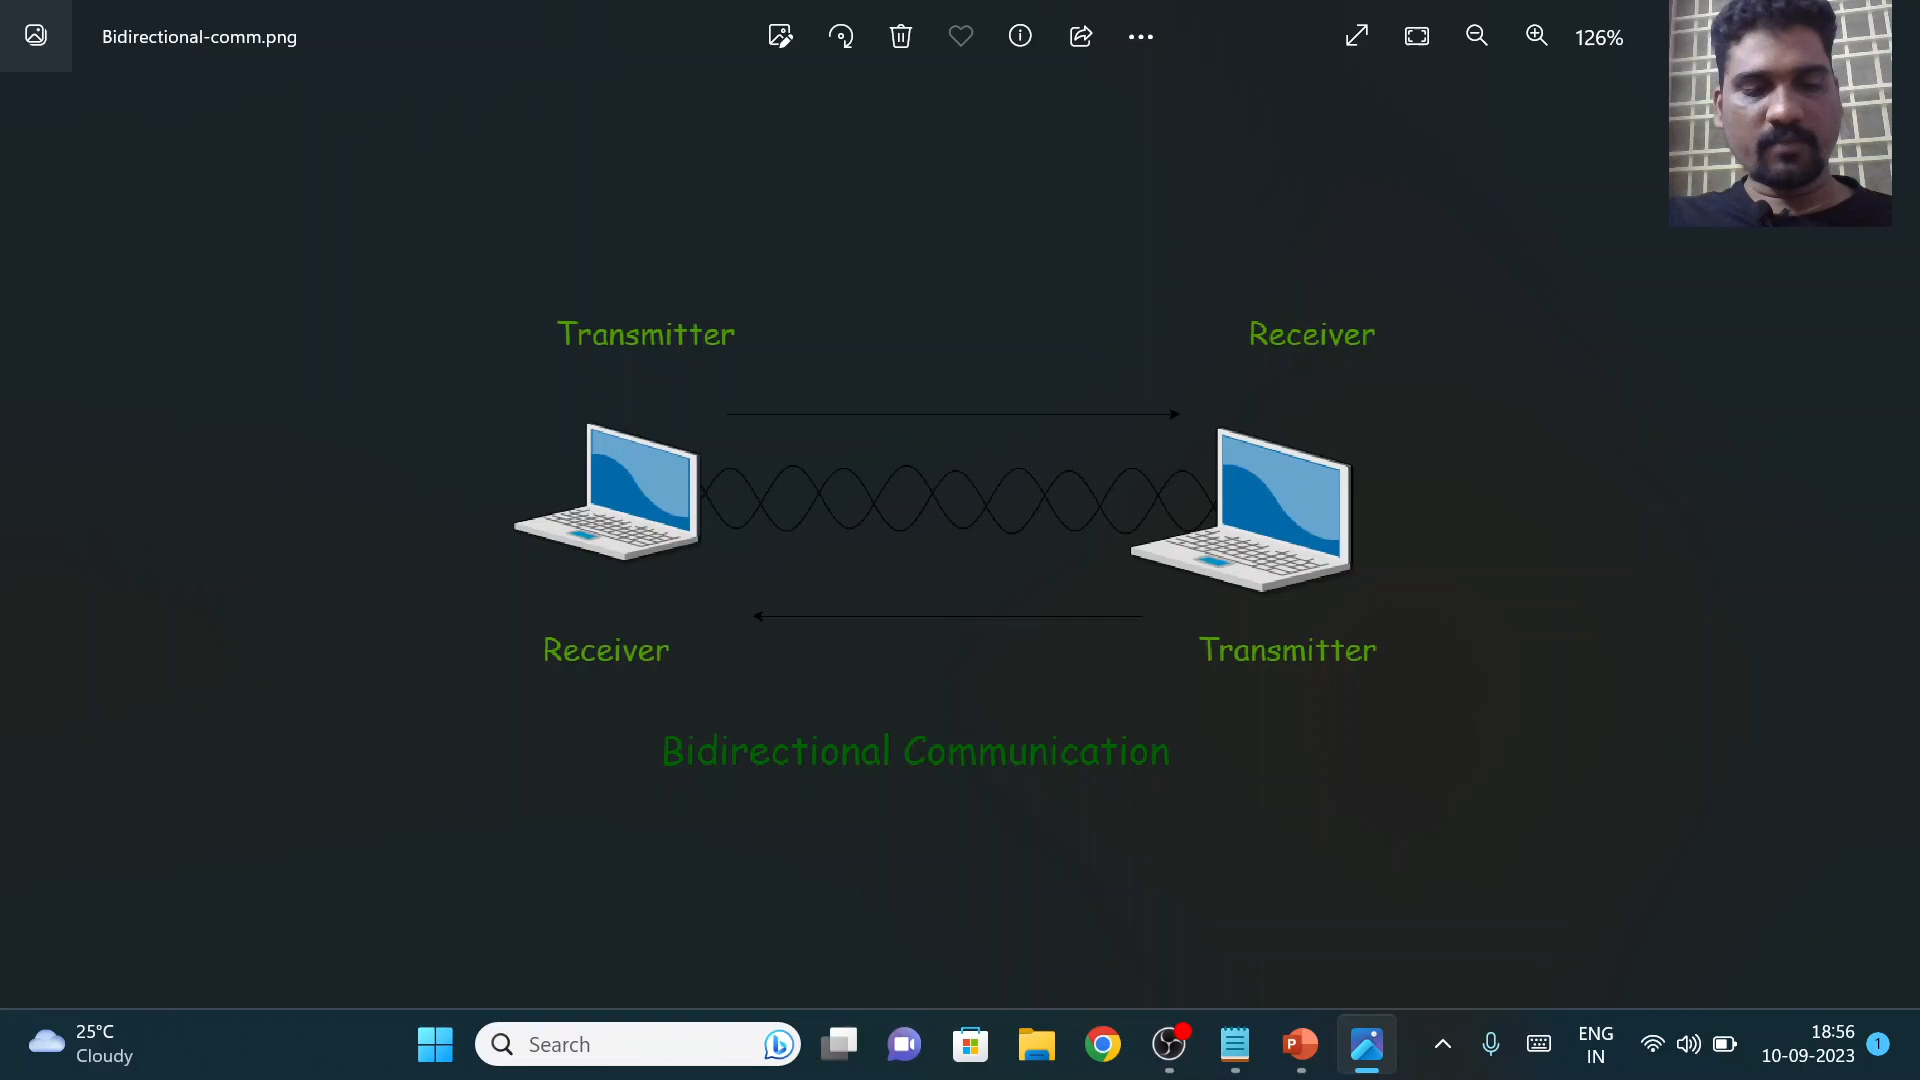 Bidirectional-comm.png
126%
Transmitter
Receiver
Receiver
Transmitter
Bidirectional Communication
25°C
Cloudy
Search
ENG
IN
18:56
10-09-2023
1